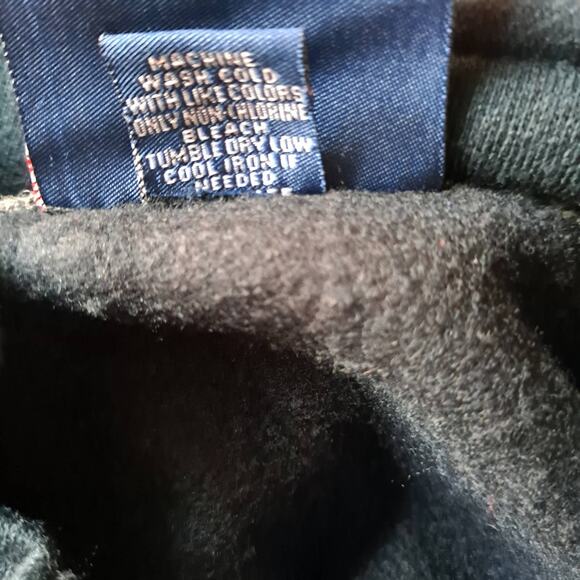 MACHINE
WASH COLD
WITH LIKE COLORS
ONLY NON-CHLORINE
BLEACH
TUMBLE DRY LOW
COOL IRON IF
NEEDED